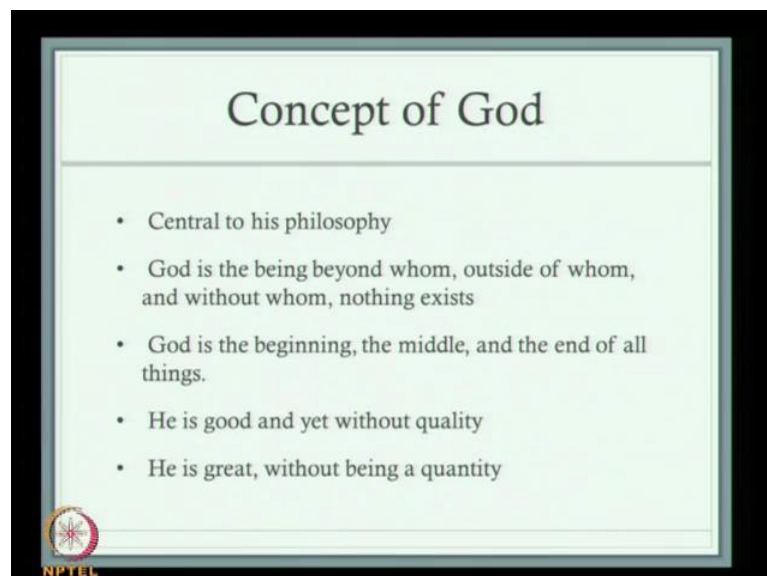 Concept of God
• Central to his philosophy
• God is the being beyond whom, outside of whom,
and without whom, nothing exists
• God is the beginning, the middle, and the end of all
things.
• He is good and yet without quality
• He is great, without being a quantity
NPTEL